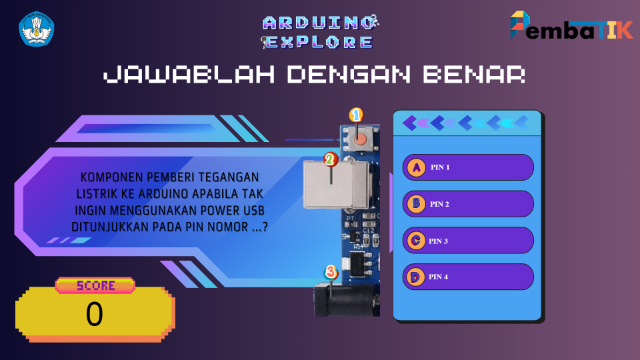 ARDUINO
EXPLORE
PembaTIK
JAWABLAH DENGAN BENAR
KOMPONEN PEMBERI TEGANGAN
LISTRIK KE ARDUINO APABILA TAK
INGIN MENGGUNAKAN POWER USB
DITUNJUKKAN PADA PIN NOMOR ...?
1
2
3
A PIN 1
B PIN 2
C PIN 3
D PIN 4
SCORE
0